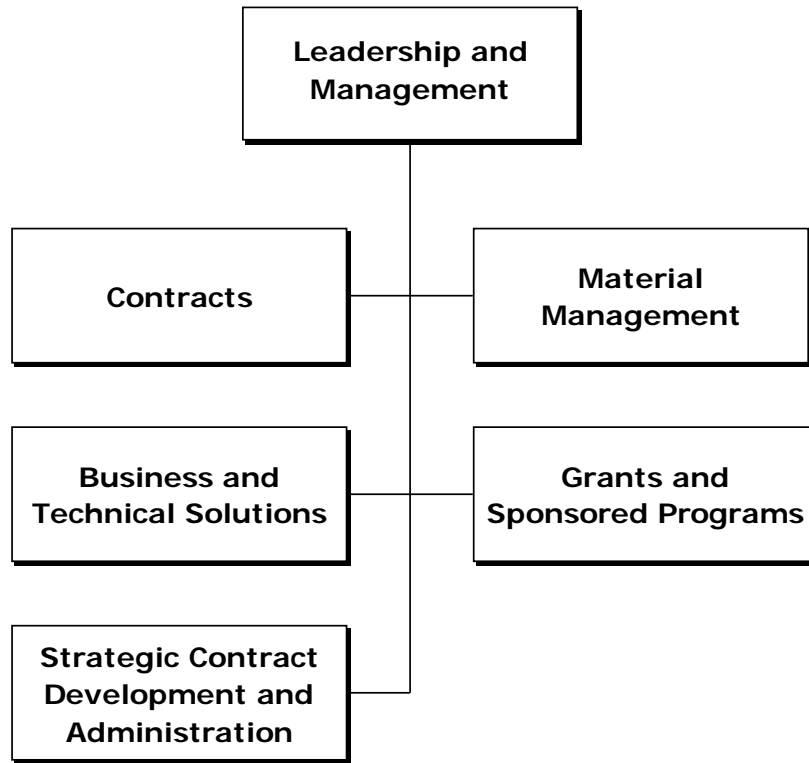 Leadership and
Management
Contracts
Material
Management
Business and
Technical Solutions
Grants and
Sponsored Programs
Strategic Contract
Development and
Administration